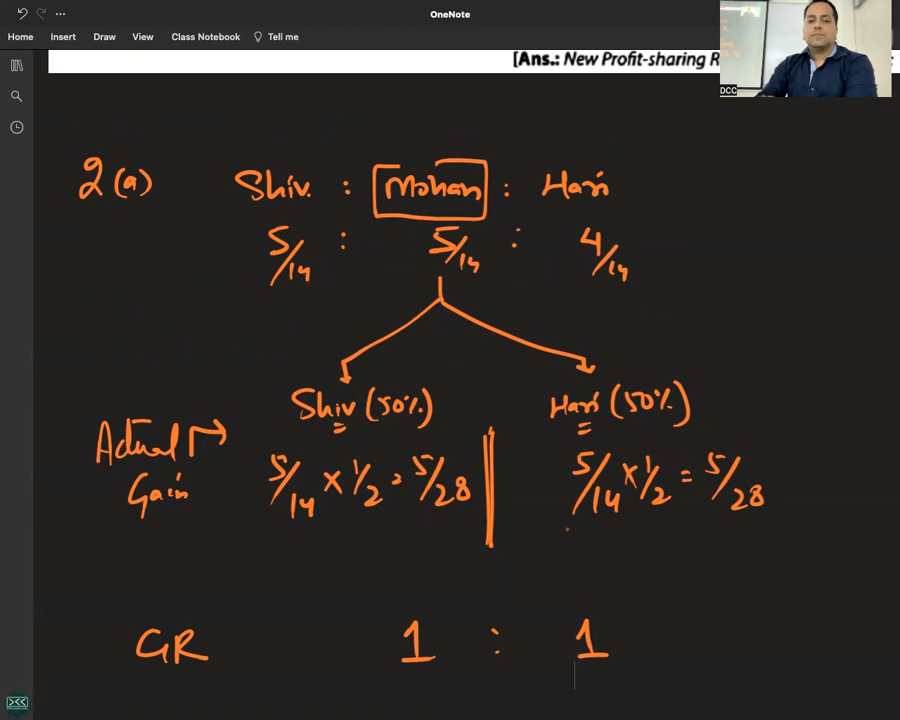 OneNote
Home Insert Draw View Class Notebook Tell me
[Ans.: New Profit-sharing R
DCC
2 (a) Shiv : Mohan : Hari
5/14 : 5/14 : 4/14
Shiv (50%) Hari (50%)
Actual Gain
5/14 × 1/2 = 5/28 5/14 × 1/2 = 5/28
GR 1 : 1